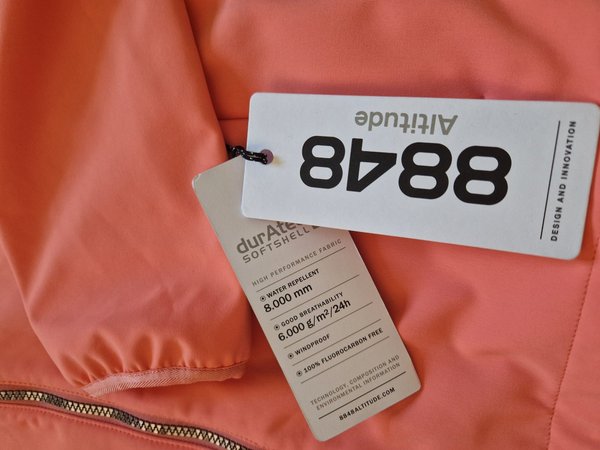 8848
Altitude
DESIGN AND INNOVATION
durAtec
SOFTSHELL
HIGH PERFORMANCE FABRIC
WATER REPELLENT
8.000 mm
GOOD BREATHABILITY
6.000 g/m²/24h
WINDPROOF
100% FLUOROCARBON FREE
TECHNOLOGY, COMPOSITION AND
ENVIRONMENTAL INFORMATION
8848ALTITUDE.COM